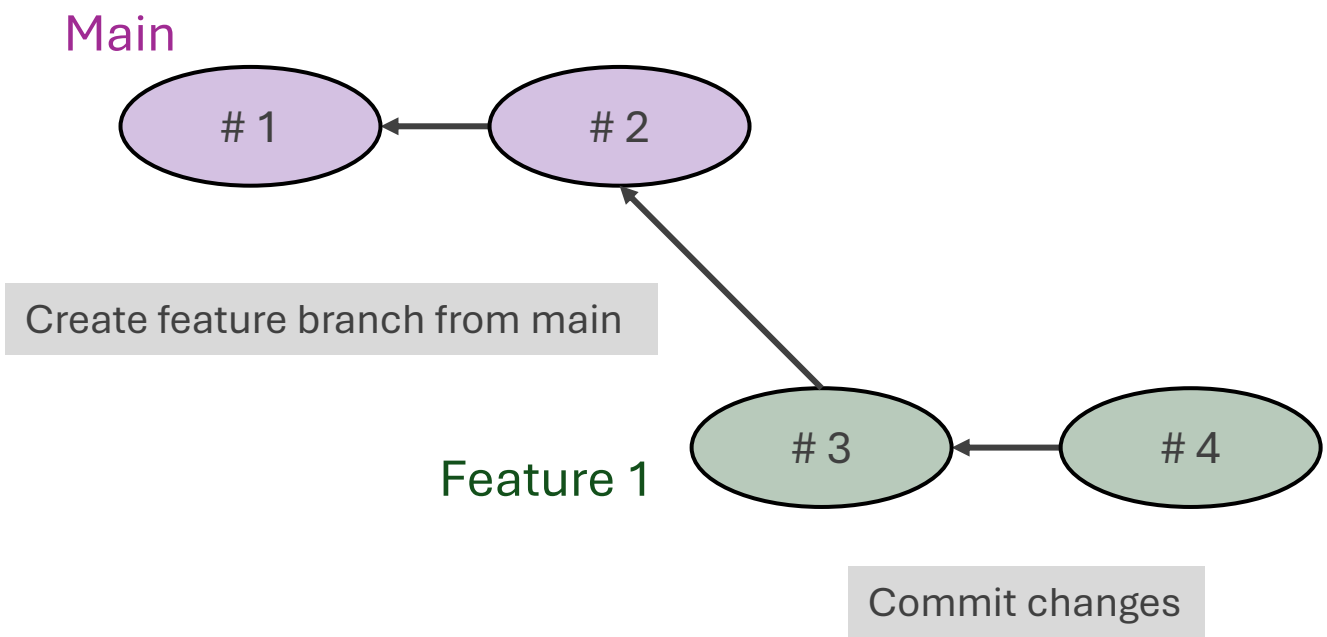 Main
# 1
# 2
Create feature branch from main
# 3
# 4
Feature 1
Commit changes